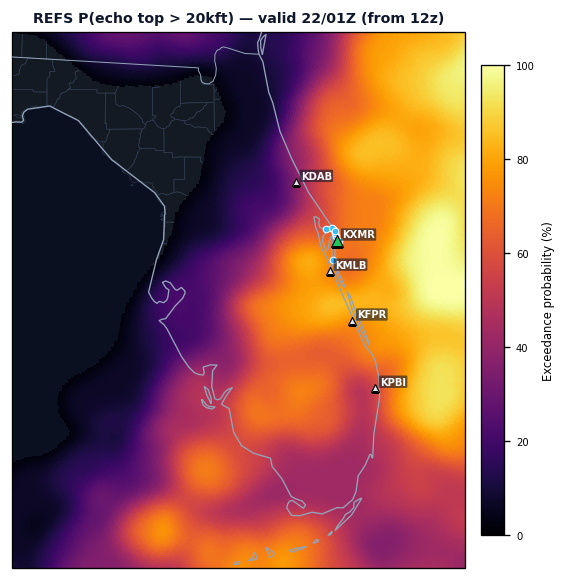 REFS P(echo top > 20kft) — valid 22/01Z (from 12z)
KDAB
KXMR
KMLB
KFPR
KPBI
100
80
60
40
20
0
Exceedance probability (%)